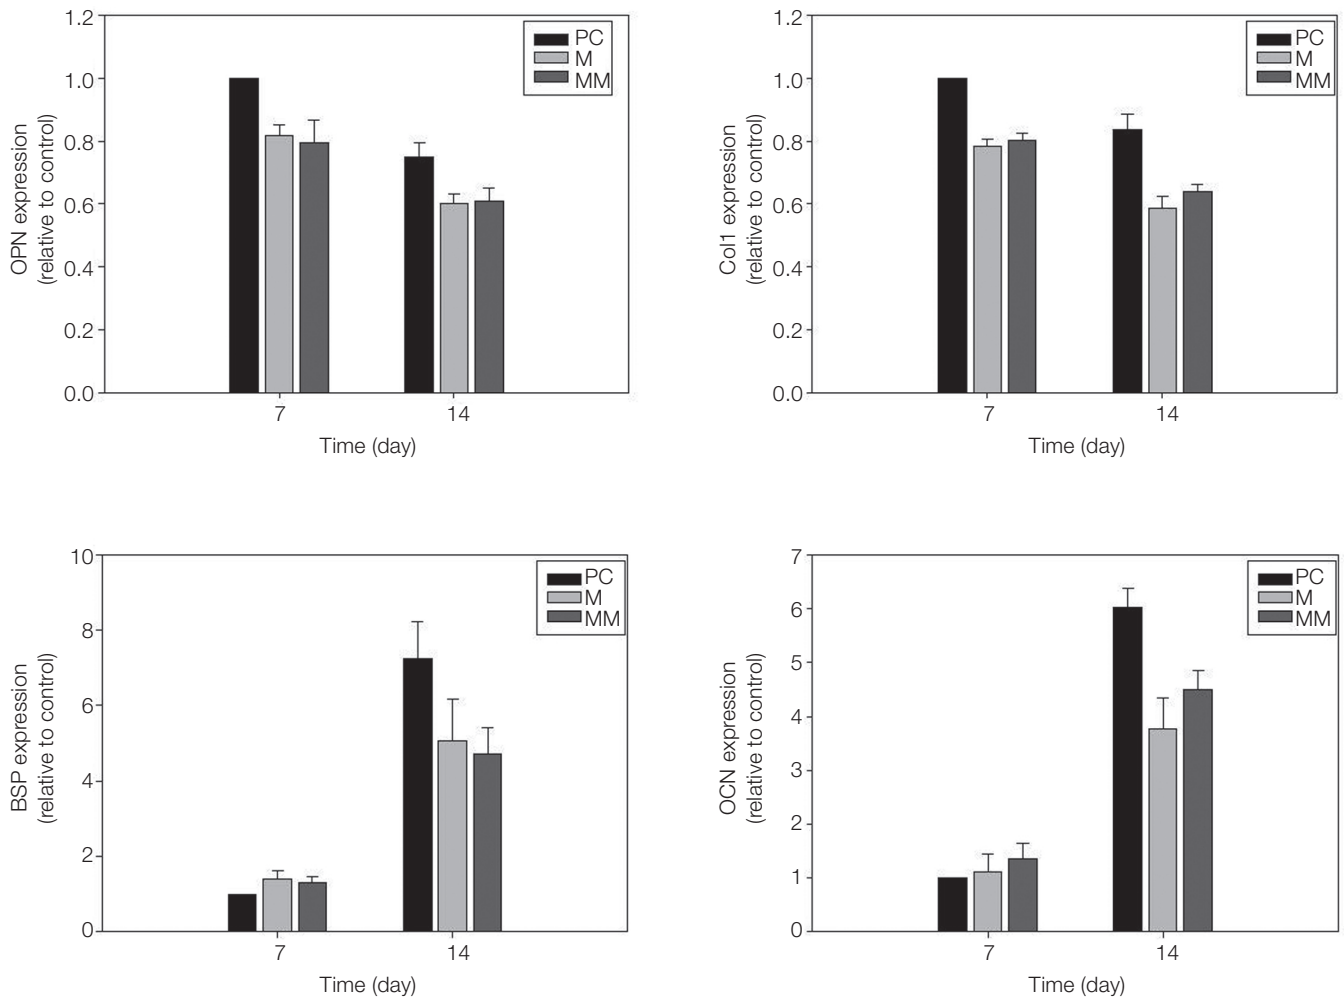 1.2
1.0
0.8
0.6
0.4
0.2
0.0
OPN expression
(relative to control)
PC
M
MM
7
14
Time (day)
1.2
1.0
0.8
0.6
0.4
0.2
0.0
Col1 expression
(relative to control)
PC
M
MM
7
14
Time (day)
10
8
6
4
2
0
BSP expression
(relative to control)
PC
M
MM
7
14
Time (day)
7
6
5
4
3
2
1
0
OCN expression
(relative to control)
PC
M
MM
7
14
Time (day)